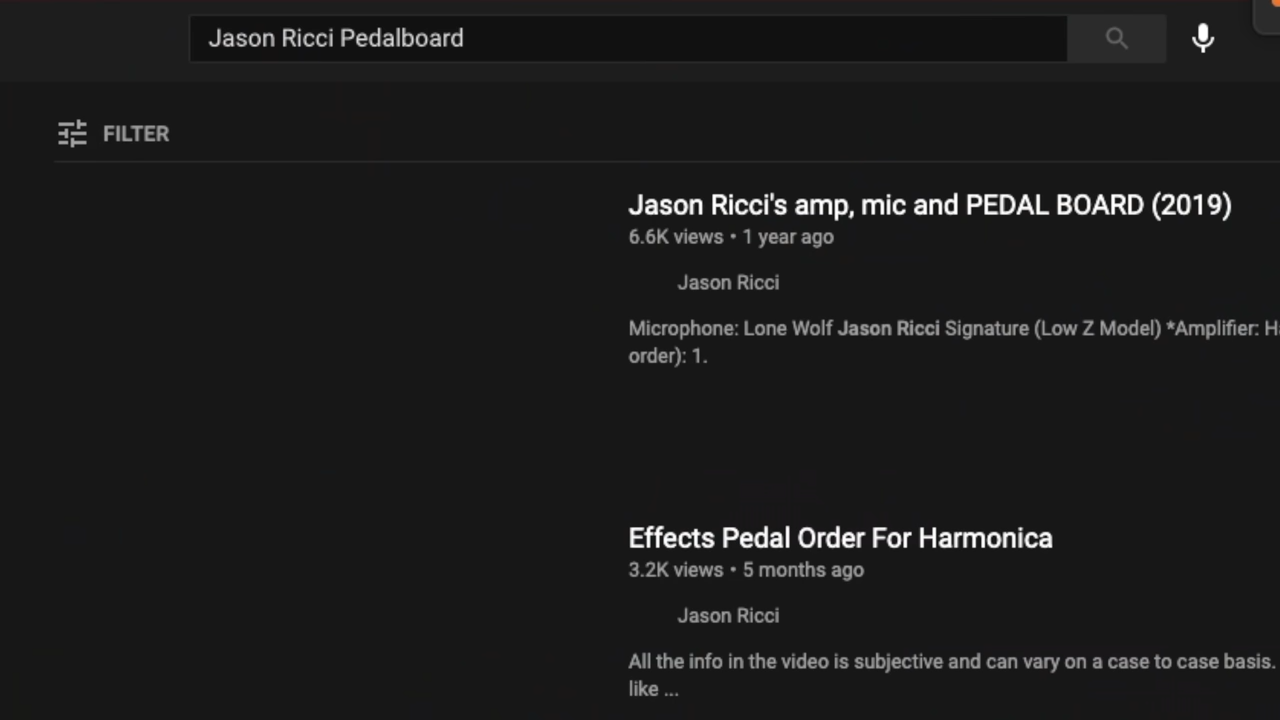 Jason Ricci Pedalboard
FILTER
Jason Ricci's amp, mic and PEDAL BOARD (2019)
6.6K views • 1 year ago
Jason Ricci
Microphone: Lone Wolf Jason Ricci Signature (Low Z Model) *Amplifier:
order): 1.
Effects Pedal Order For Harmonica
3.2K views • 5 months ago
Jason Ricci
All the info in the video is subjective and can vary on a case to case basis.
like ...